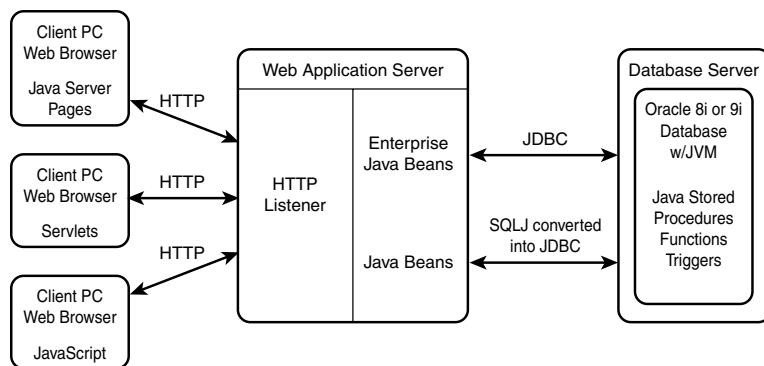 Client PC
Web Browser
Java Server
Pages
HTTP
Client PC
Web Browser
Servlets
HTTP
Client PC
Web Browser
JavaScript
HTTP
Web Application Server
HTTP
Listener
Enterprise
Java Beans
Java Beans
JDBC
SQLJ converted
into JDBC
Database Server
Oracle 8i or 9i
Database
w/JVM
Java Stored
Procedures
Functions
Triggers